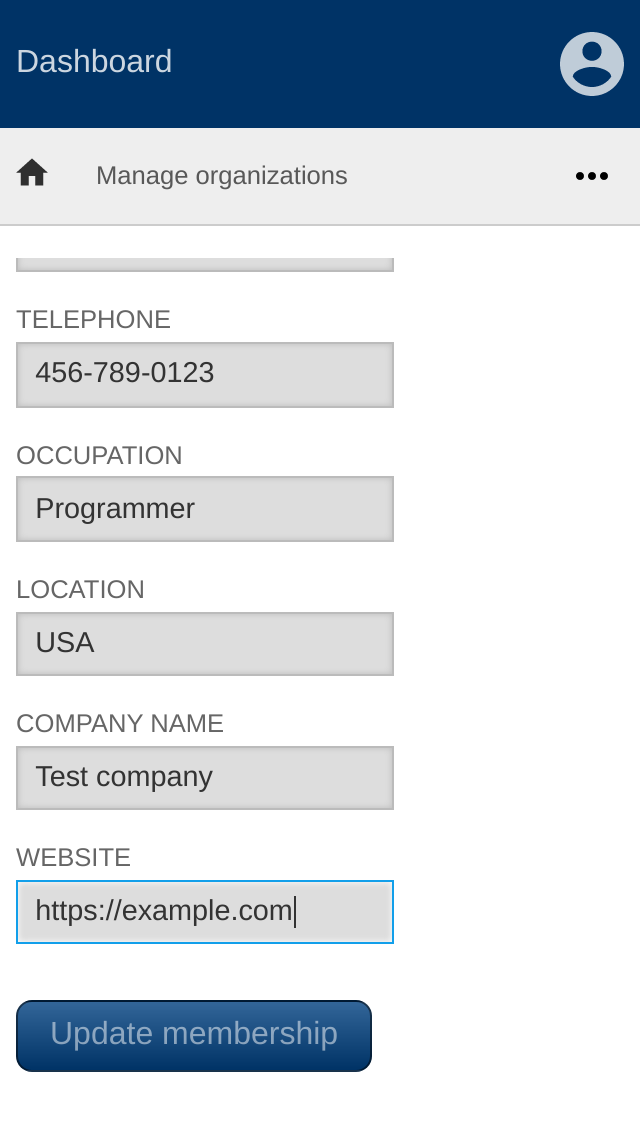 Dashboard
Manage organizations
TELEPHONE
456-789-0123
OCCUPATION
Programmer
LOCATION
USA
COMPANY NAME
Test company
WEBSITE
https://example.com
Update membership